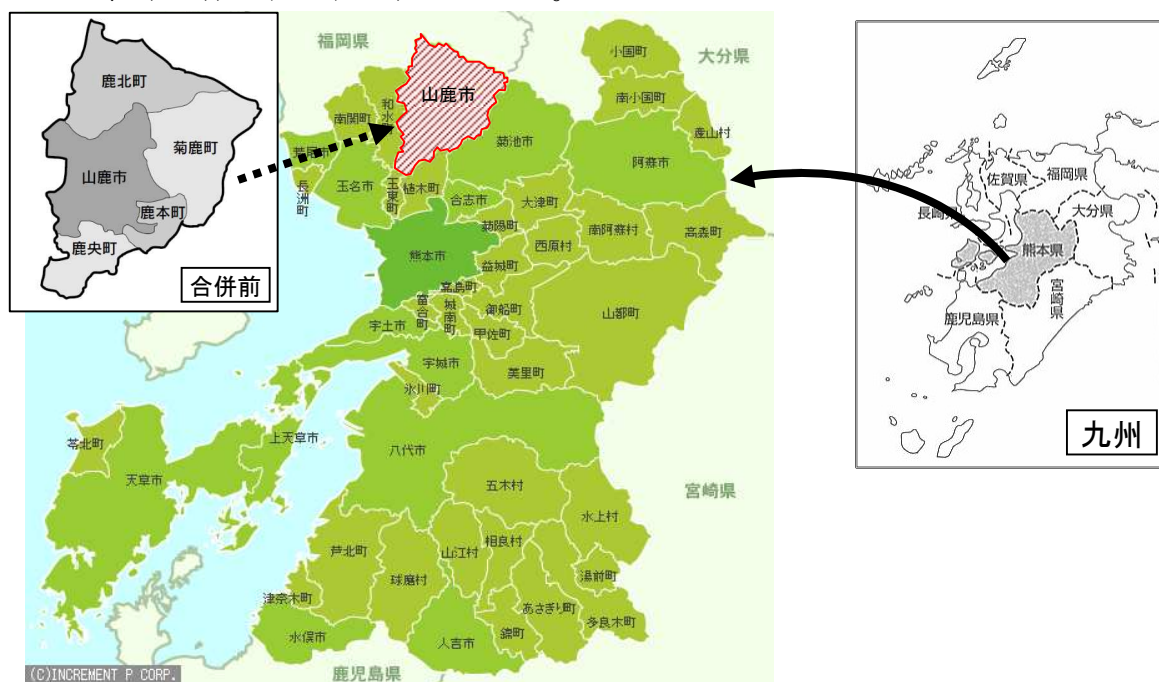 鹿北町
菊鹿町
山鹿市
鹿本町
鹿央町
合併前
福岡県
大分県
宮崎県
鹿児島県
小国町
南小国町
産山村
山鹿市
南関町
荒尾市
長洲町
玉名市
玉東町
植木町
菊池市
阿蘇市
合志市
大津町
菊陽町
西原村
南阿蘇村
高森町
熊本市
益城町
嘉島町
御船町
山都町
宇土市
富合町
城南町
甲佐町
宇城市
美里町
氷川町
八代市
上天草市
苓北町
天草市
五木村
水上村
芦北町
球磨村
山江村
相良村
湯前町
あさぎり町
多良木町
津奈木町
水俣市
人吉市
錦町
(C)INCREMENT P CORP.
佐賀県
福岡県
長崎県
大分県
熊本県
宮崎県
鹿児島県
九州